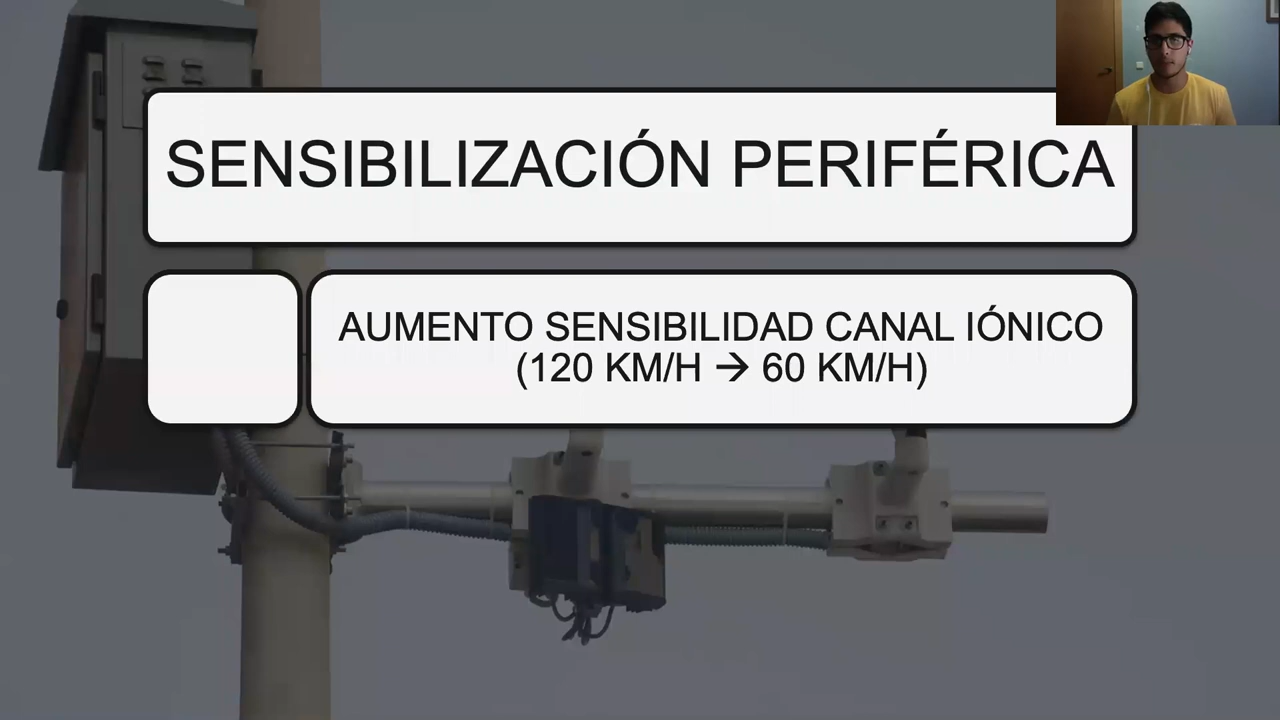 SENSIBILIZACIÓN PERIFÉRICA
AUMENTO SENSIBILIDAD CANAL IÓNICO
(120 KM/H → 60 KM/H)